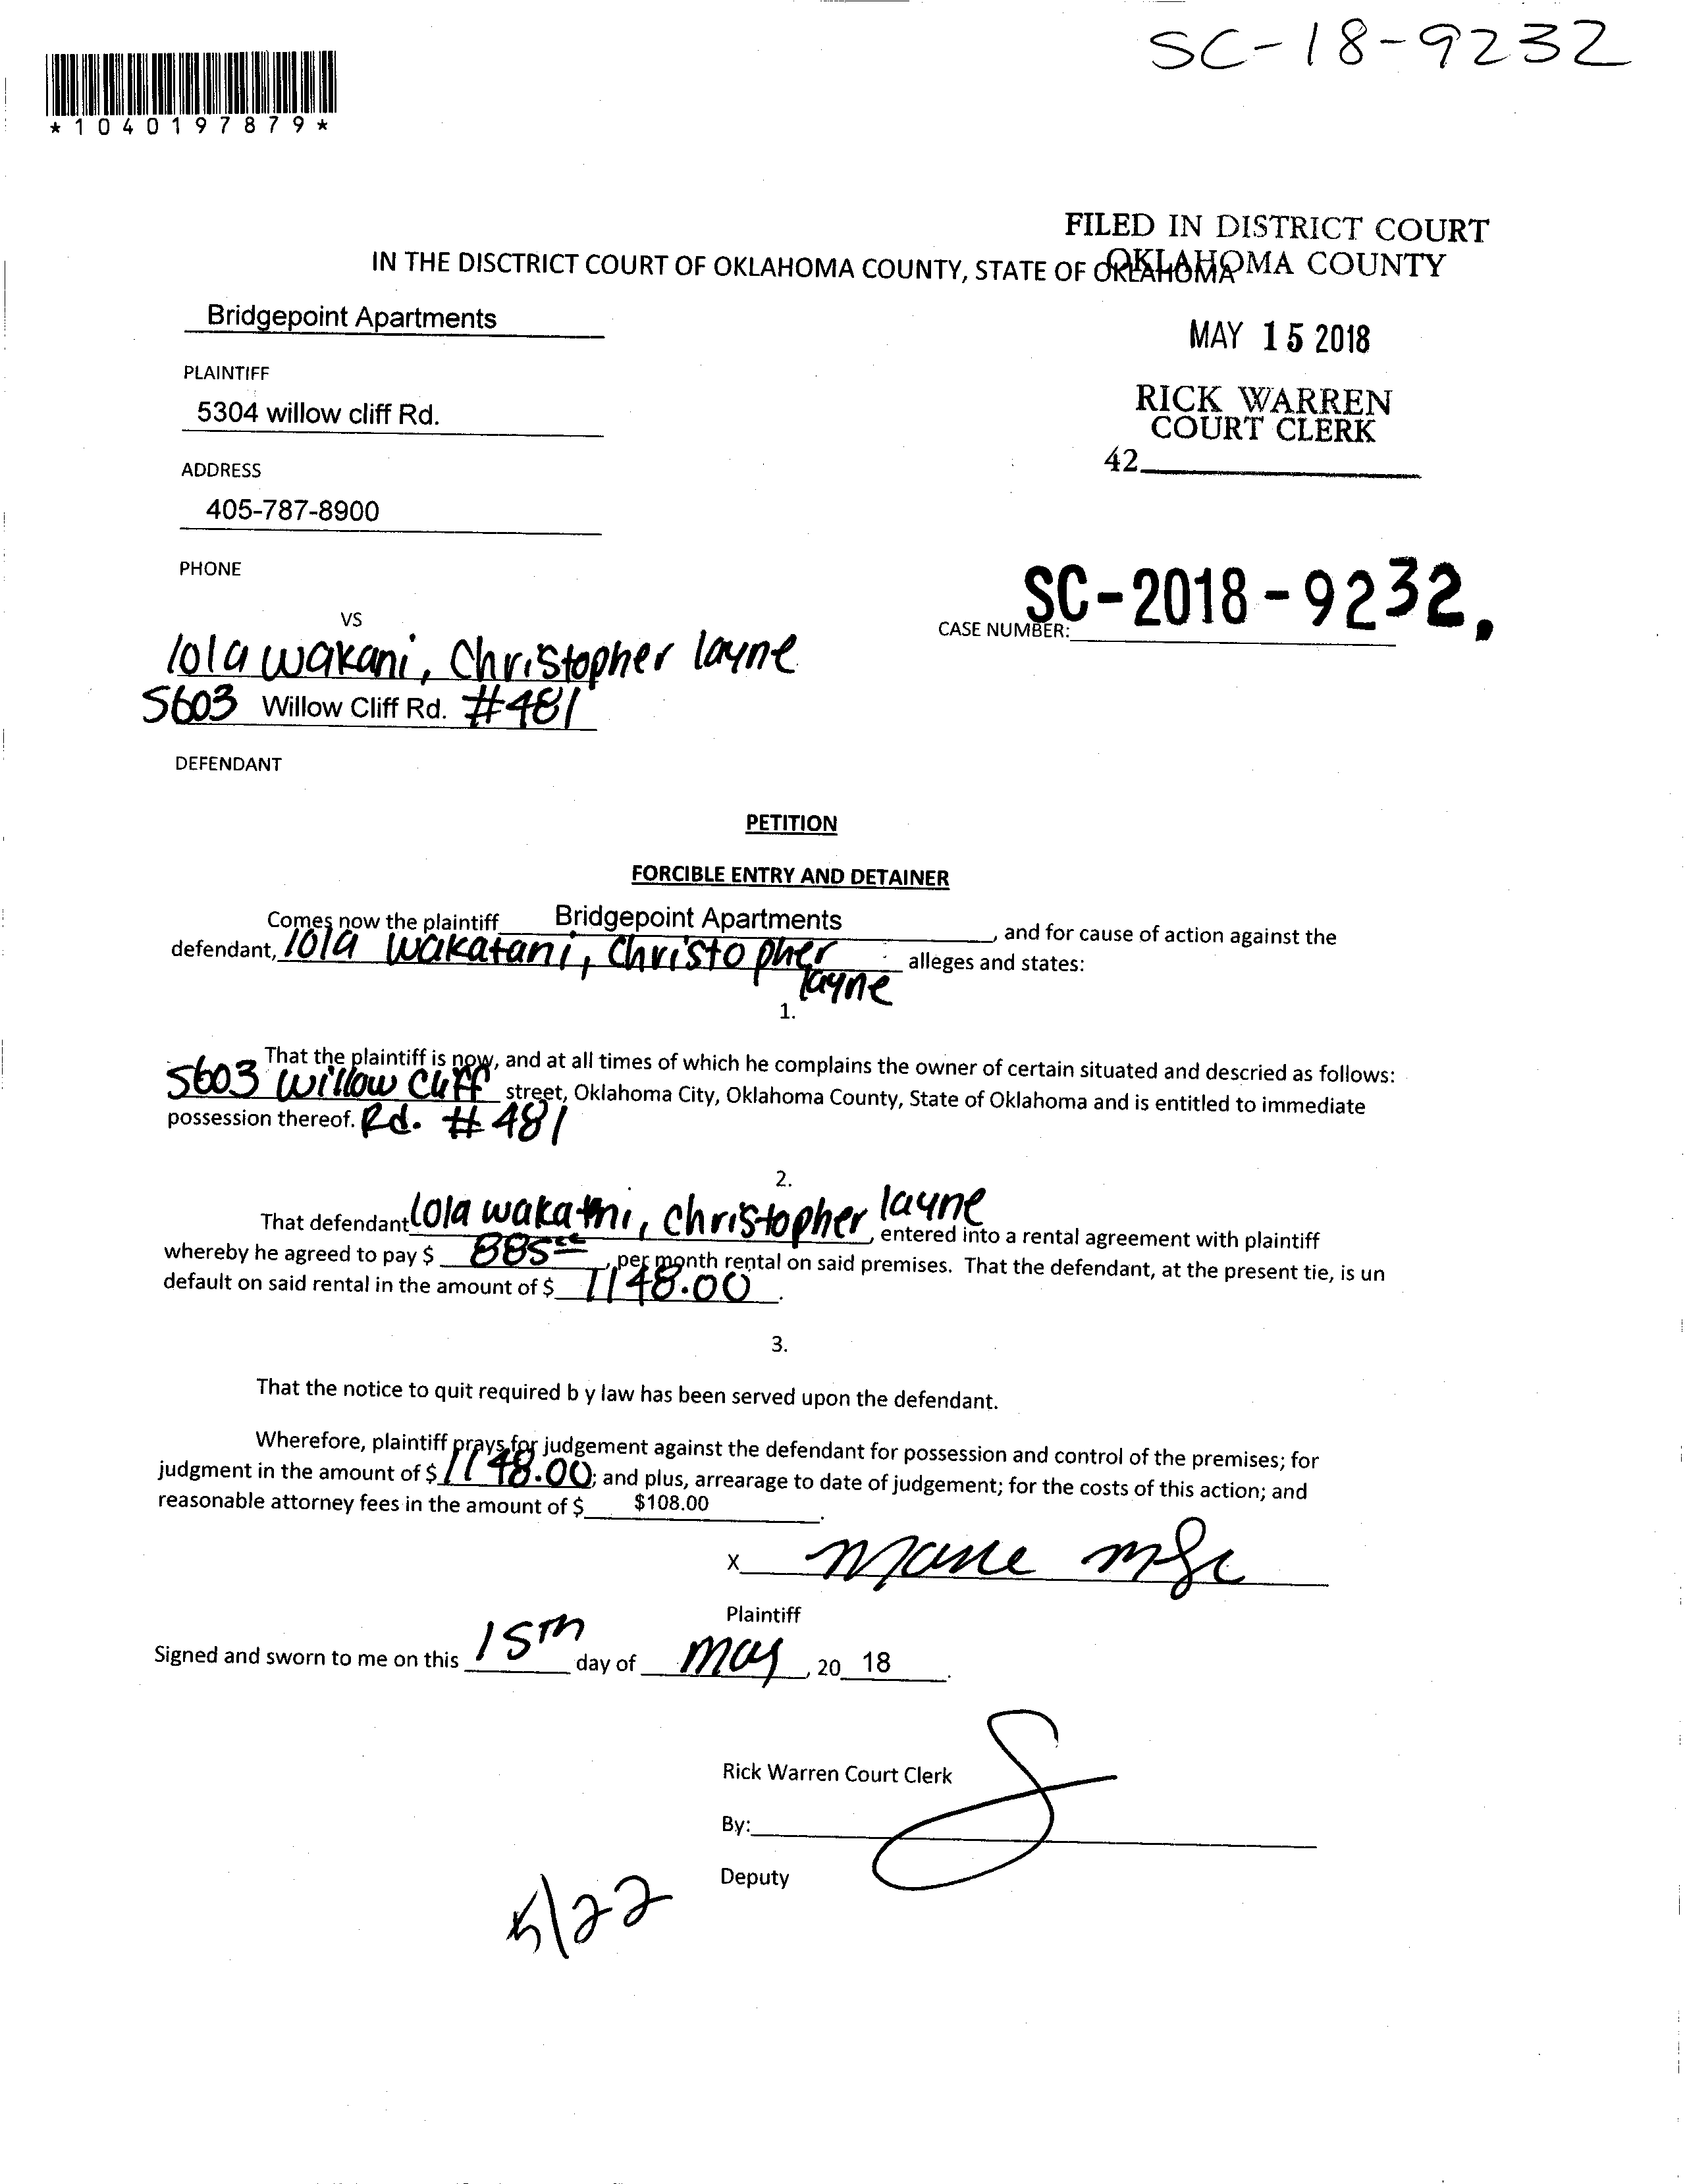 SC-18-9232
*1040197879*
FILED IN DISTRICT COURT
OKLAHOMA COUNTY
IN THE DISCTRICT COURT OF OKLAHOMA COUNTY, STATE OF OKLAHOMA
Bridgepoint Apartments
MAY 15 2018
PLAINTIFF
RICK WARREN
COURT CLERK
5304 willow cliff Rd.
42
ADDRESS
405-787-8900
PHONE
SC-2018-9232,
CASE NUMBER:
VS
lola wakani, Christopher layne
5603 Willow Cliff Rd. #481
DEFENDANT
PETITION
FORCIBLE ENTRY AND DETAINER
Comes now the plaintiff Bridgepoint Apartments, and for cause of action against the
defendant, lola wakatani, Christopher layne alleges and states:
1.
That the plaintiff is now, and at all times of which he complains the owner of certain situated and descried as follows:
5603 Willow Cliff street, Oklahoma City, Oklahoma County, State of Oklahoma and is entitled to immediate
possession thereof. Rd. #481
2.
That defendant lola christopher layne, entered into a rental agreement with plaintiff
whereby he agreed to pay $ 885, per month rental on said premises. That the defendant, at the present tie, is un
default on said rental in the amount of $ 1148.00.
3.
That the notice to quit required b y law has been served upon the defendant.
Wherefore, plaintiff prays for judgement against the defendant for possession and control of the premises; for
judgment in the amount of $ 1148.00; and plus, arrearage to date of judgement; for the costs of this action; and
reasonable attorney fees in the amount of $ $108.00.
X
Plaintiff
Signed and sworn to me on this 15th day of may, 20 18.
Rick Warren Court Clerk
By:
Deputy
5/22